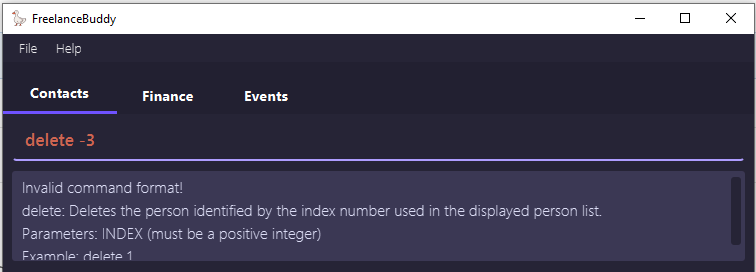 FreelanceBuddy
File Help
Contacts Finance Events
delete -3
Invalid command format!
delete: Deletes the person identified by the index number used in the displayed person list.
Parameters: INDEX (must be a positive integer)
Example: delete 1